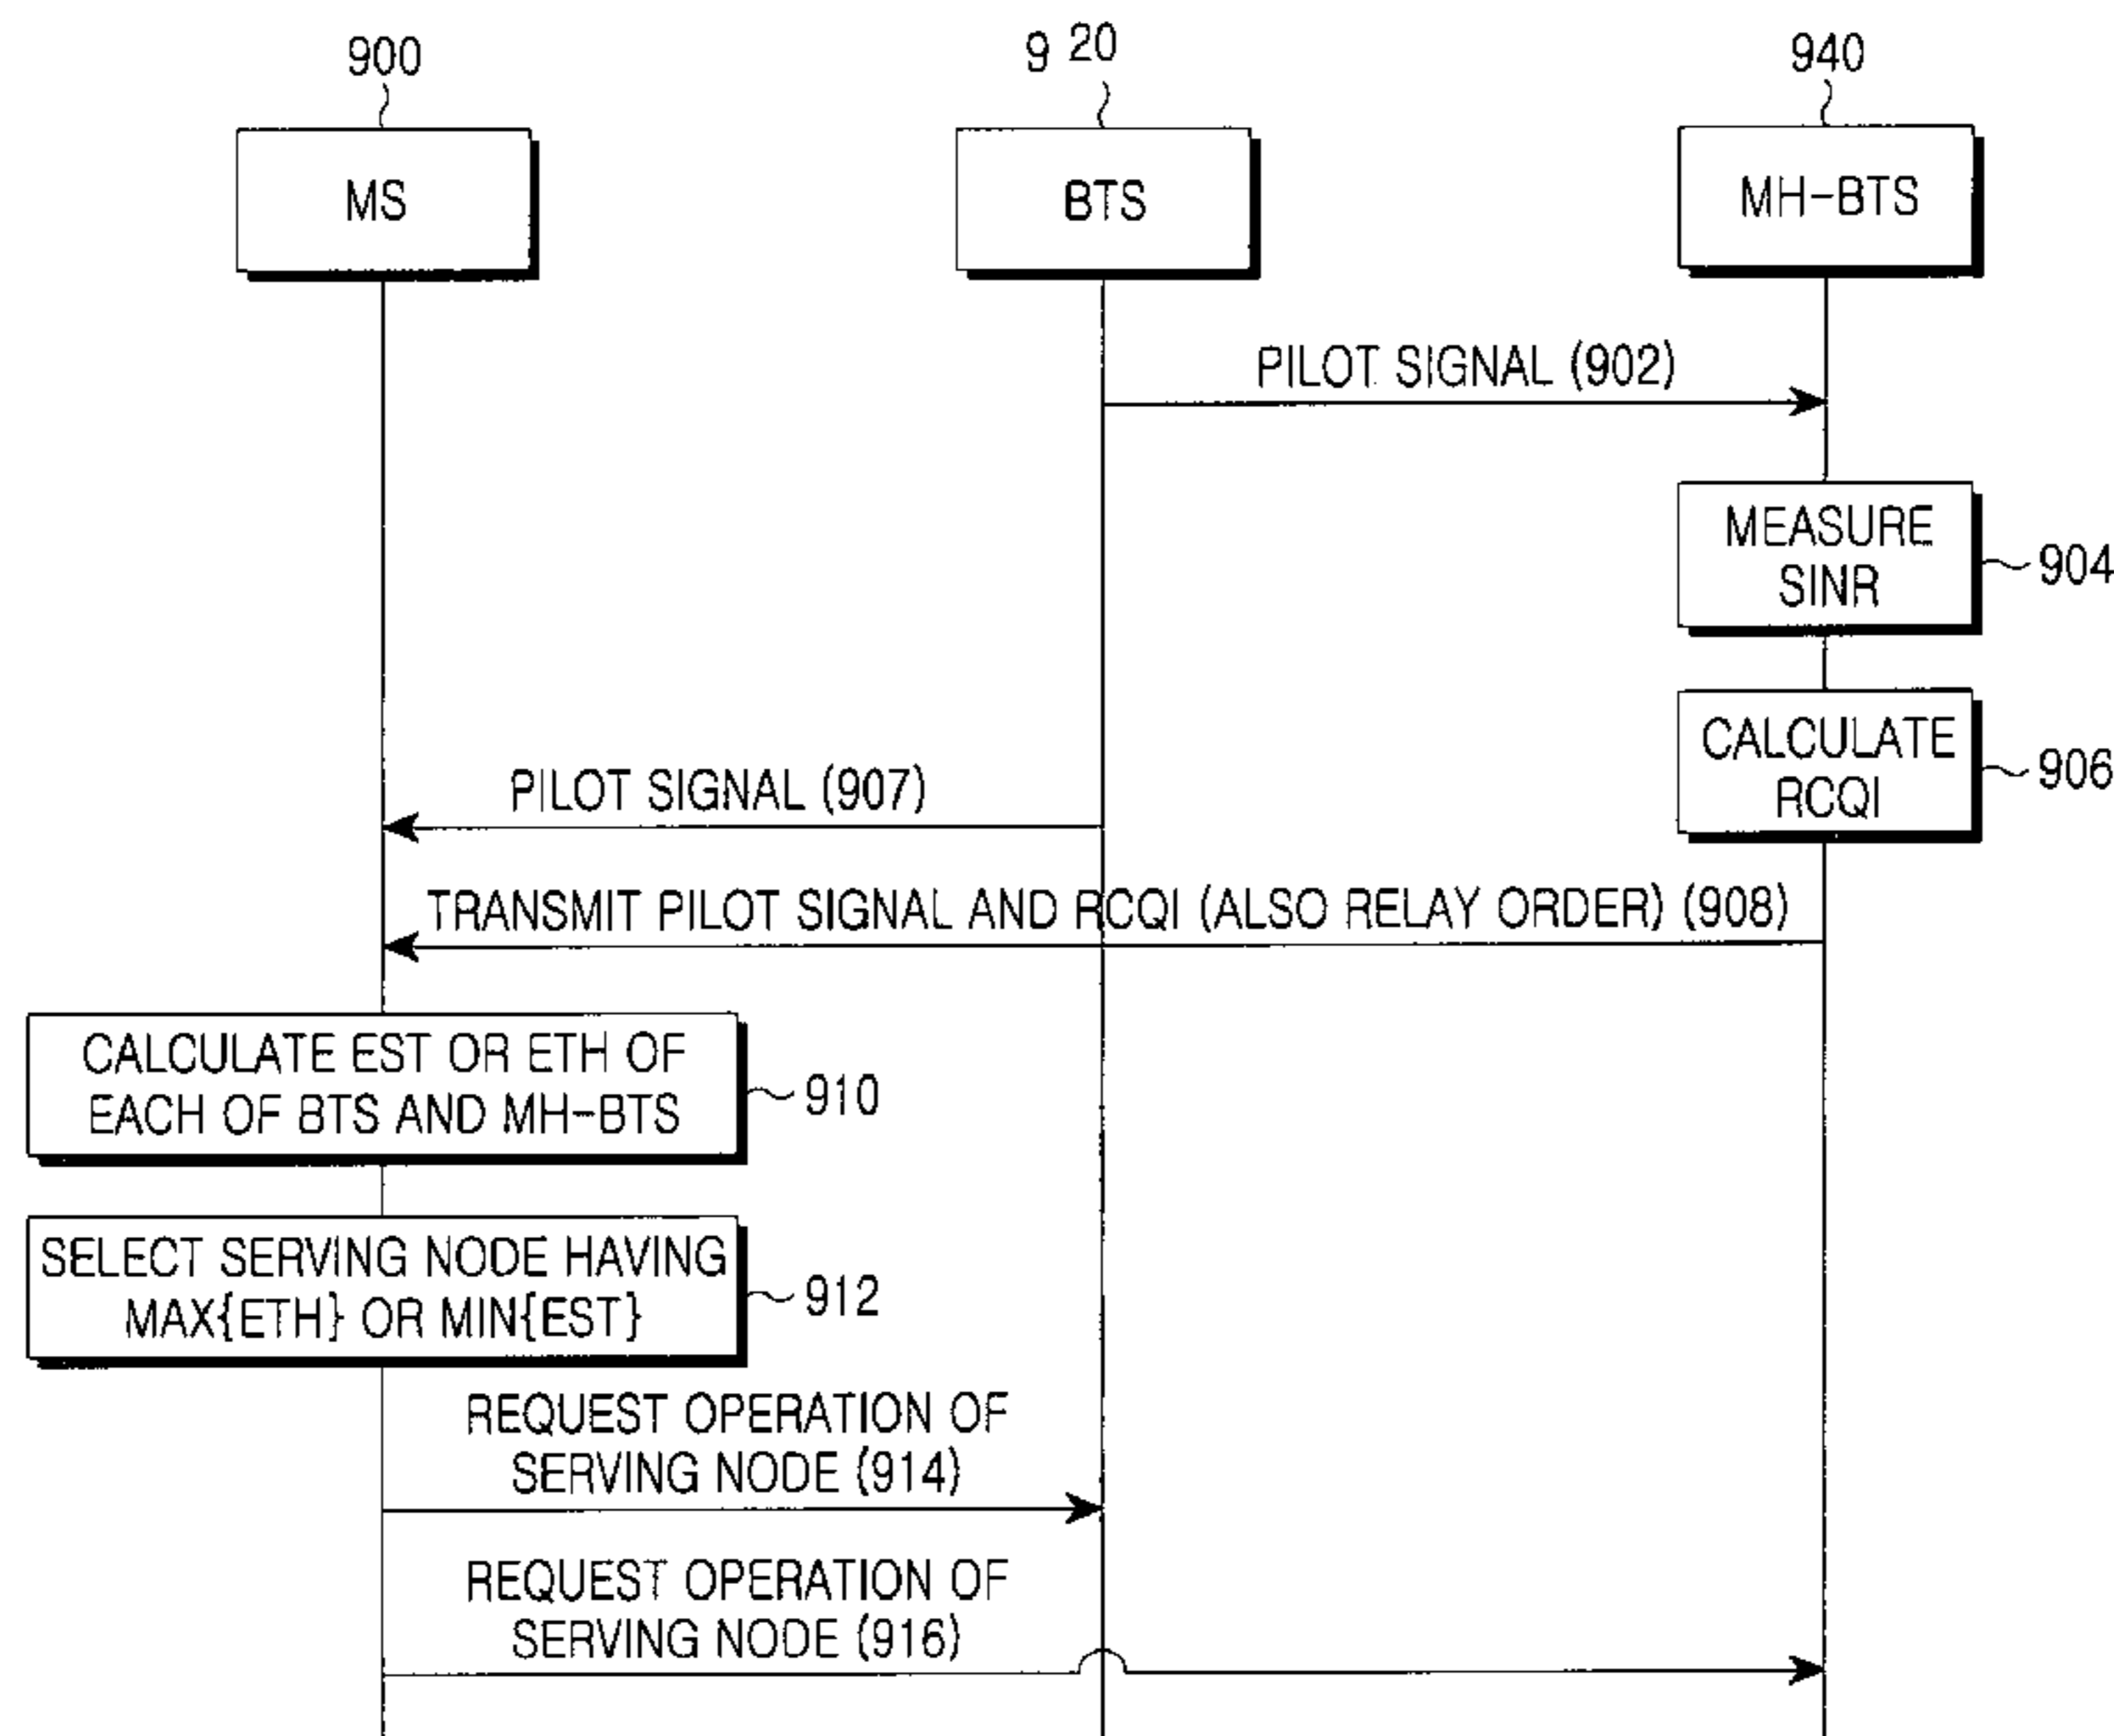 900
9 20
940
MS
BTS
MH-BTS
PILOT SIGNAL (902)
MEASURE
SINR
904
CALCULATE
RCQI
906
PILOT SIGNAL (907)
TRANSMIT PILOT SIGNAL AND RCQI (ALSO RELAY ORDER) (908)
CALCULATE EST OR ETH OF
EACH OF BTS AND MH-BTS
910
SELECT SERVING NODE HAVING
MAX{ETH} OR MIN{EST}
912
REQUEST OPERATION OF
SERVING NODE (914)
REQUEST OPERATION OF
SERVING NODE (916)